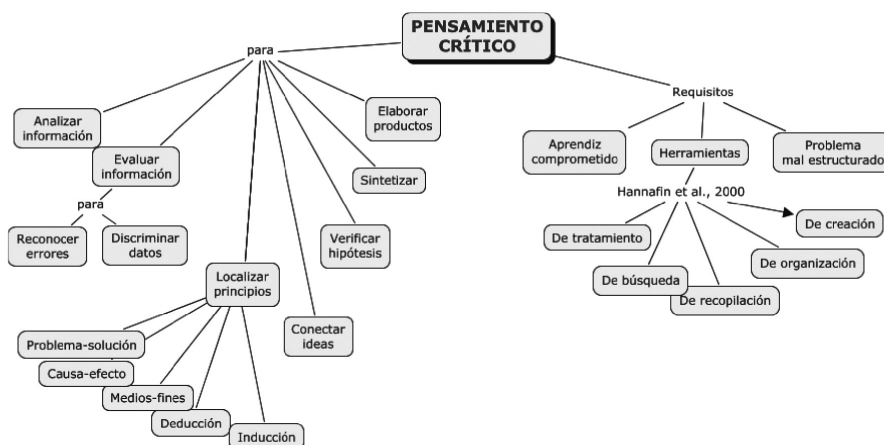 PENSAMIENTO
CRÍTICO
para
Analizar
información
Evaluar
información
para
Reconocer
errores
Discriminar
datos
Localizar
principios
Problema-solución
Causa-efecto
Medios-fines
Deducción
Inducción
Conectar
ideas
Verificar
hipótesis
Sintetizar
Elaborar
productos
Requisitos
Aprendiz
comprometido
Herramientas
Problema
mal estructurado
Hannafin et al., 2000
De tratamiento
De búsqueda
De recopilación
De organización
De creación